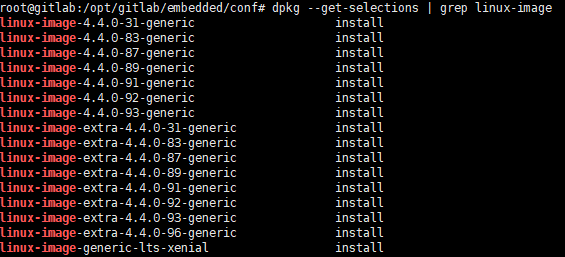 root@gitlab:/opt/gitlab/embedded/conf# dpkg --get-selections | grep linux-image
linux-image-4.4.0-31-generic install
linux-image-4.4.0-83-generic install
linux-image-4.4.0-87-generic install
linux-image-4.4.0-89-generic install
linux-image-4.4.0-91-generic install
linux-image-4.4.0-92-generic install
linux-image-4.4.0-93-generic install
linux-image-extra-4.4.0-31-generic install
linux-image-extra-4.4.0-83-generic install
linux-image-extra-4.4.0-87-generic install
linux-image-extra-4.4.0-89-generic install
linux-image-extra-4.4.0-91-generic install
linux-image-extra-4.4.0-92-generic install
linux-image-extra-4.4.0-93-generic install
linux-image-extra-4.4.0-96-generic install
linux-image-generic-lts-xenial install